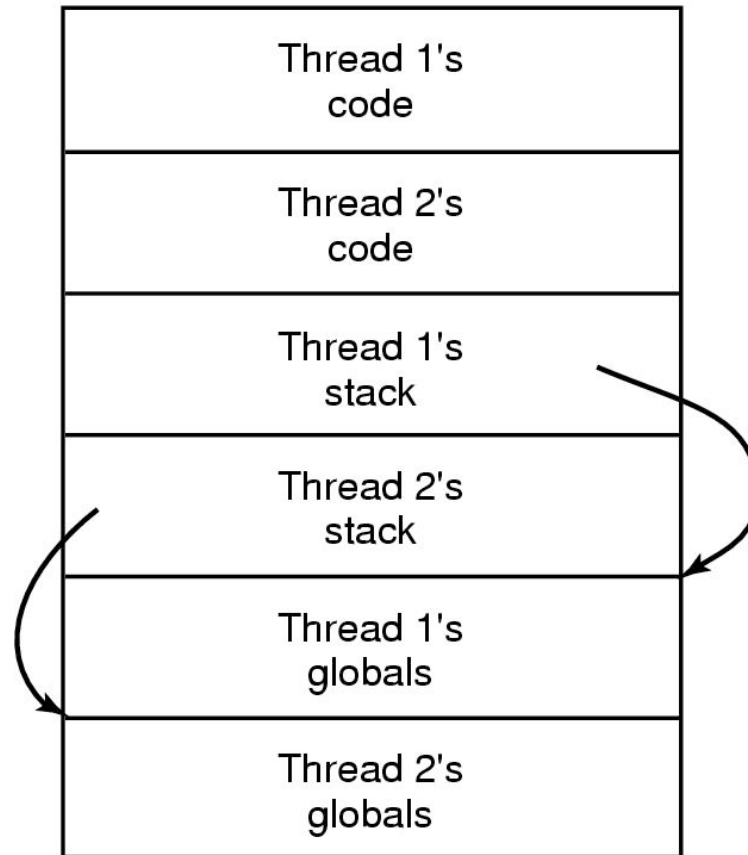 Thread 1's
code
Thread 2's
code
Thread 1's
stack
Thread 2's
stack
Thread 1's
globals
Thread 2's
globals